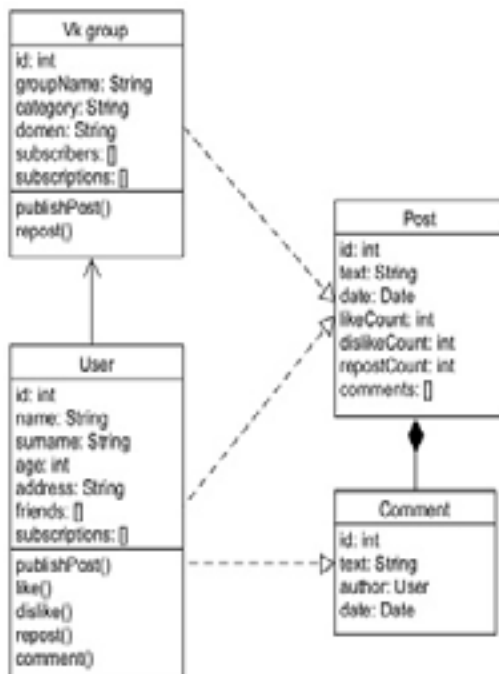 Vk group
id: int
groupName: String
category: String
domen: String
subscribers: []
subscriptions: []
publishPost()
repost()
Post
id: int
text: String
date: Date
likeCount: int
dislikeCount: int
repostCount: int
comments: []
User
id: int
name: String
surname: String
age: int
address: String
friends: []
subscriptions: []
publishPost()
like()
dislike()
repost()
comment()
Comment
id: int
text: String
author: User
date: Date